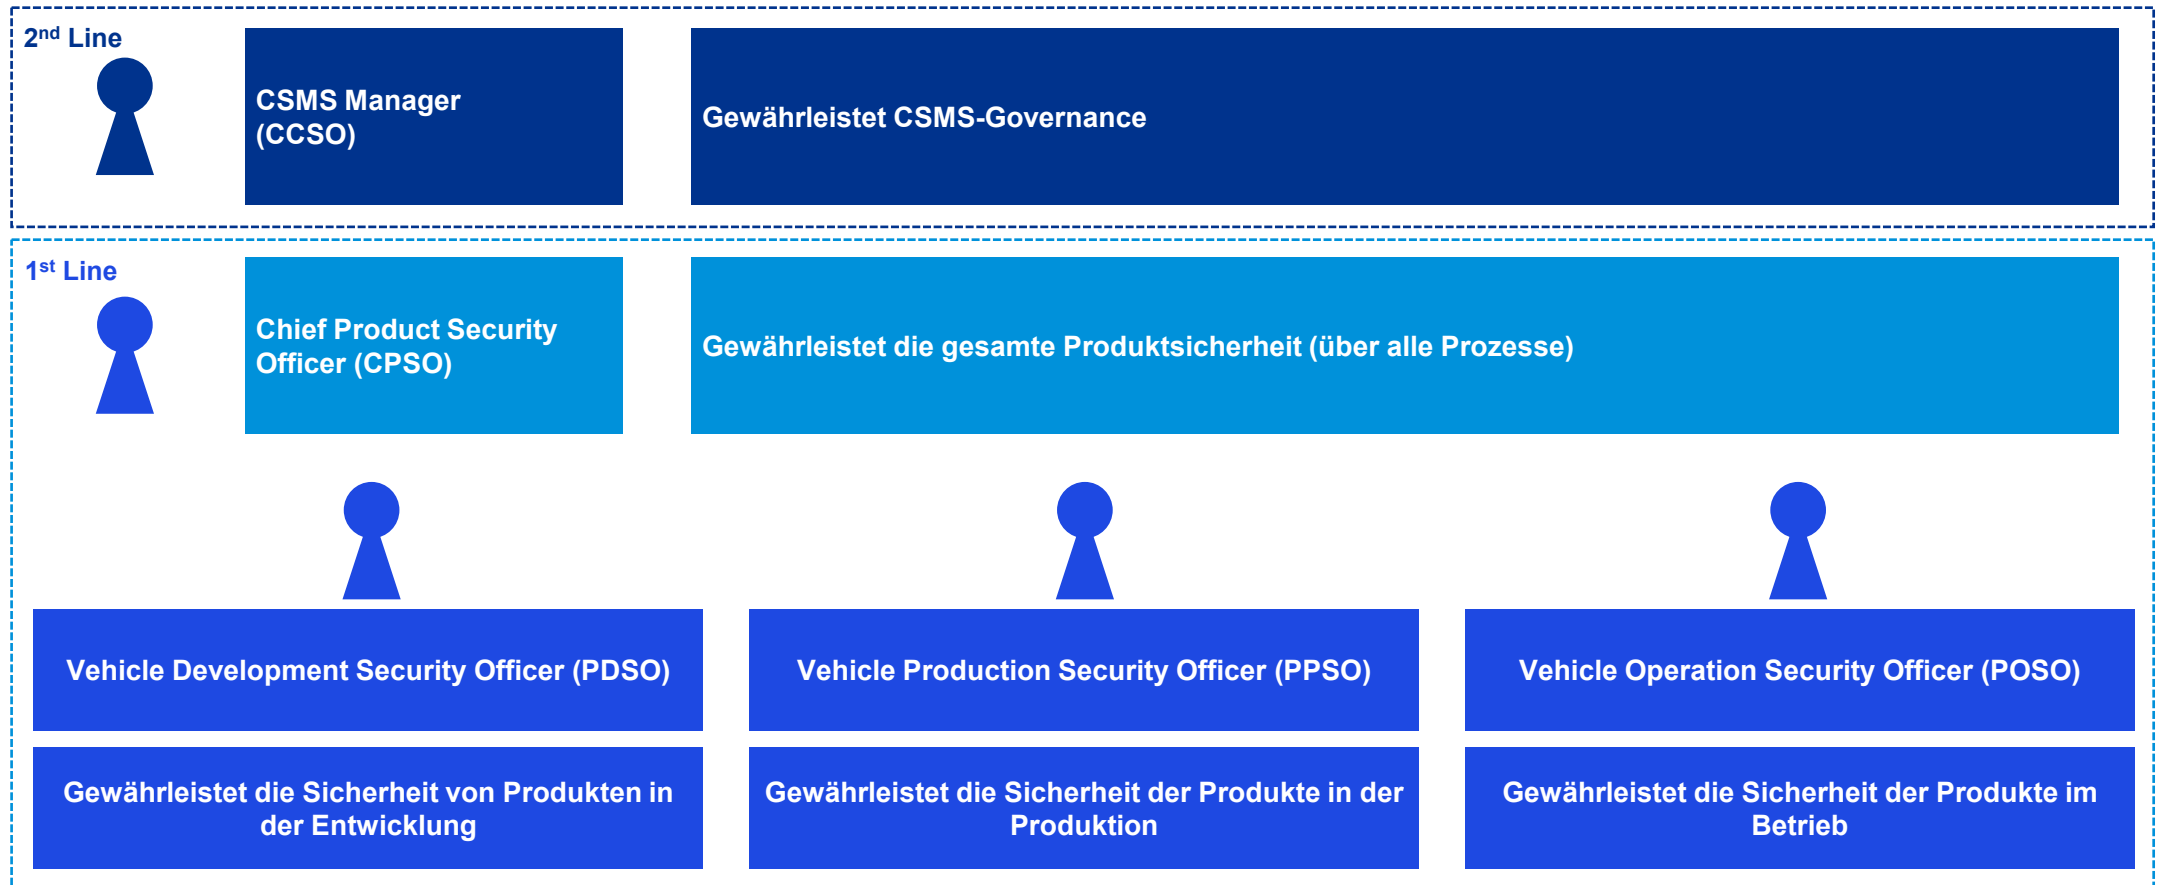 2nd Line
CSMS Manager
(CCSO)
Gewährleistet CSMS-Governance
1st Line
Chief Product Security
Officer (CPSO)
Gewährleistet die gesamte Produktsicherheit (über alle Prozesse)
Vehicle Development Security Officer (PDSO)
Vehicle Production Security Officer (PPSO)
Vehicle Operation Security Officer (POSO)
Gewährleistet die Sicherheit von Produkten in
der Entwicklung
Gewährleistet die Sicherheit der Produkte in der
Produktion
Gewährleistet die Sicherheit der Produkte im
Betrieb